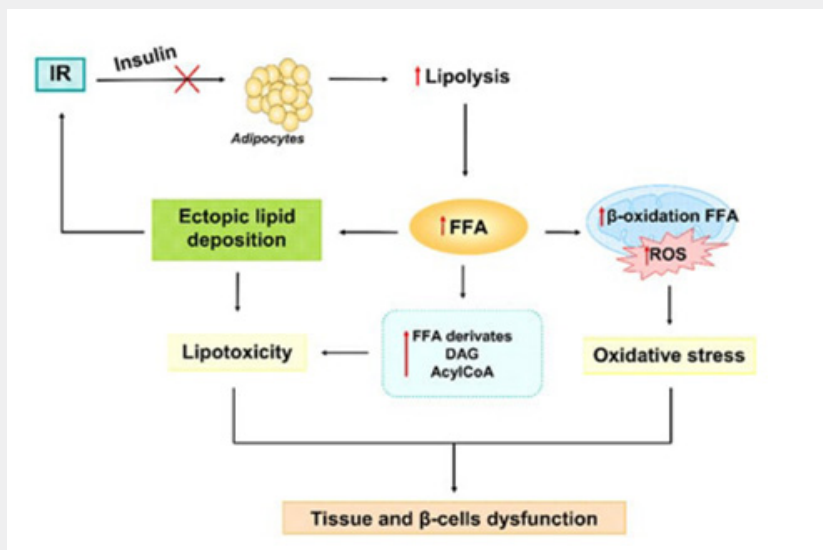 IR
Insulin
Adipocytes
↑Lipolysis
Ectopic lipid
deposition
↑FFA
↑β-oxidation FFA
↑ROS
Lipotoxicity
↑FFA derivates
DAG
AcylCoA
Oxidative stress
Tissue and β-cells dysfunction